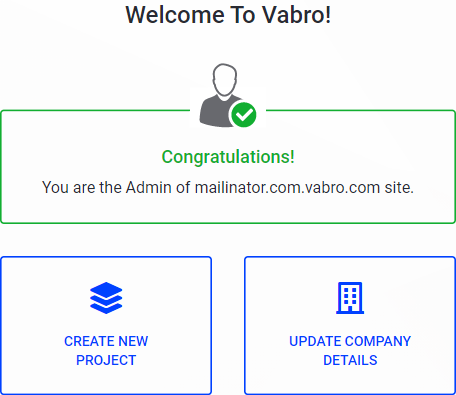 Welcome To Vabro!
Congratulations!
You are the Admin of mailinator.com.vabro.com site.
CREATE NEW
PROJECT
UPDATE COMPANY
DETAILS